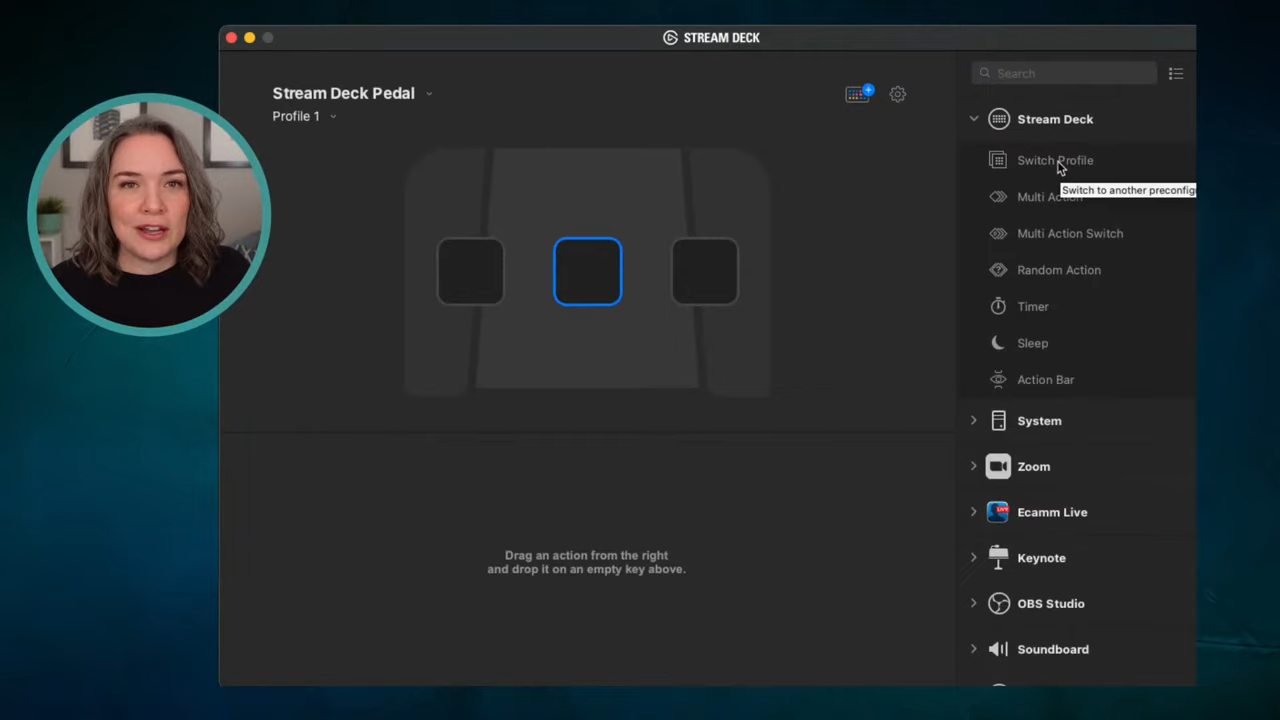 STREAM DECK
Stream Deck Pedal
Profile 1
Search
Stream Deck
Switch Profile
Switch to another preconfig
Multi Action
Multi Action Switch
Random Action
Timer
Sleep
Action Bar
System
Zoom
LIVE
Ecamm Live
Keynote
OBS Studio
Soundboard
Drag an action from the right
and drop it on an empty key above.